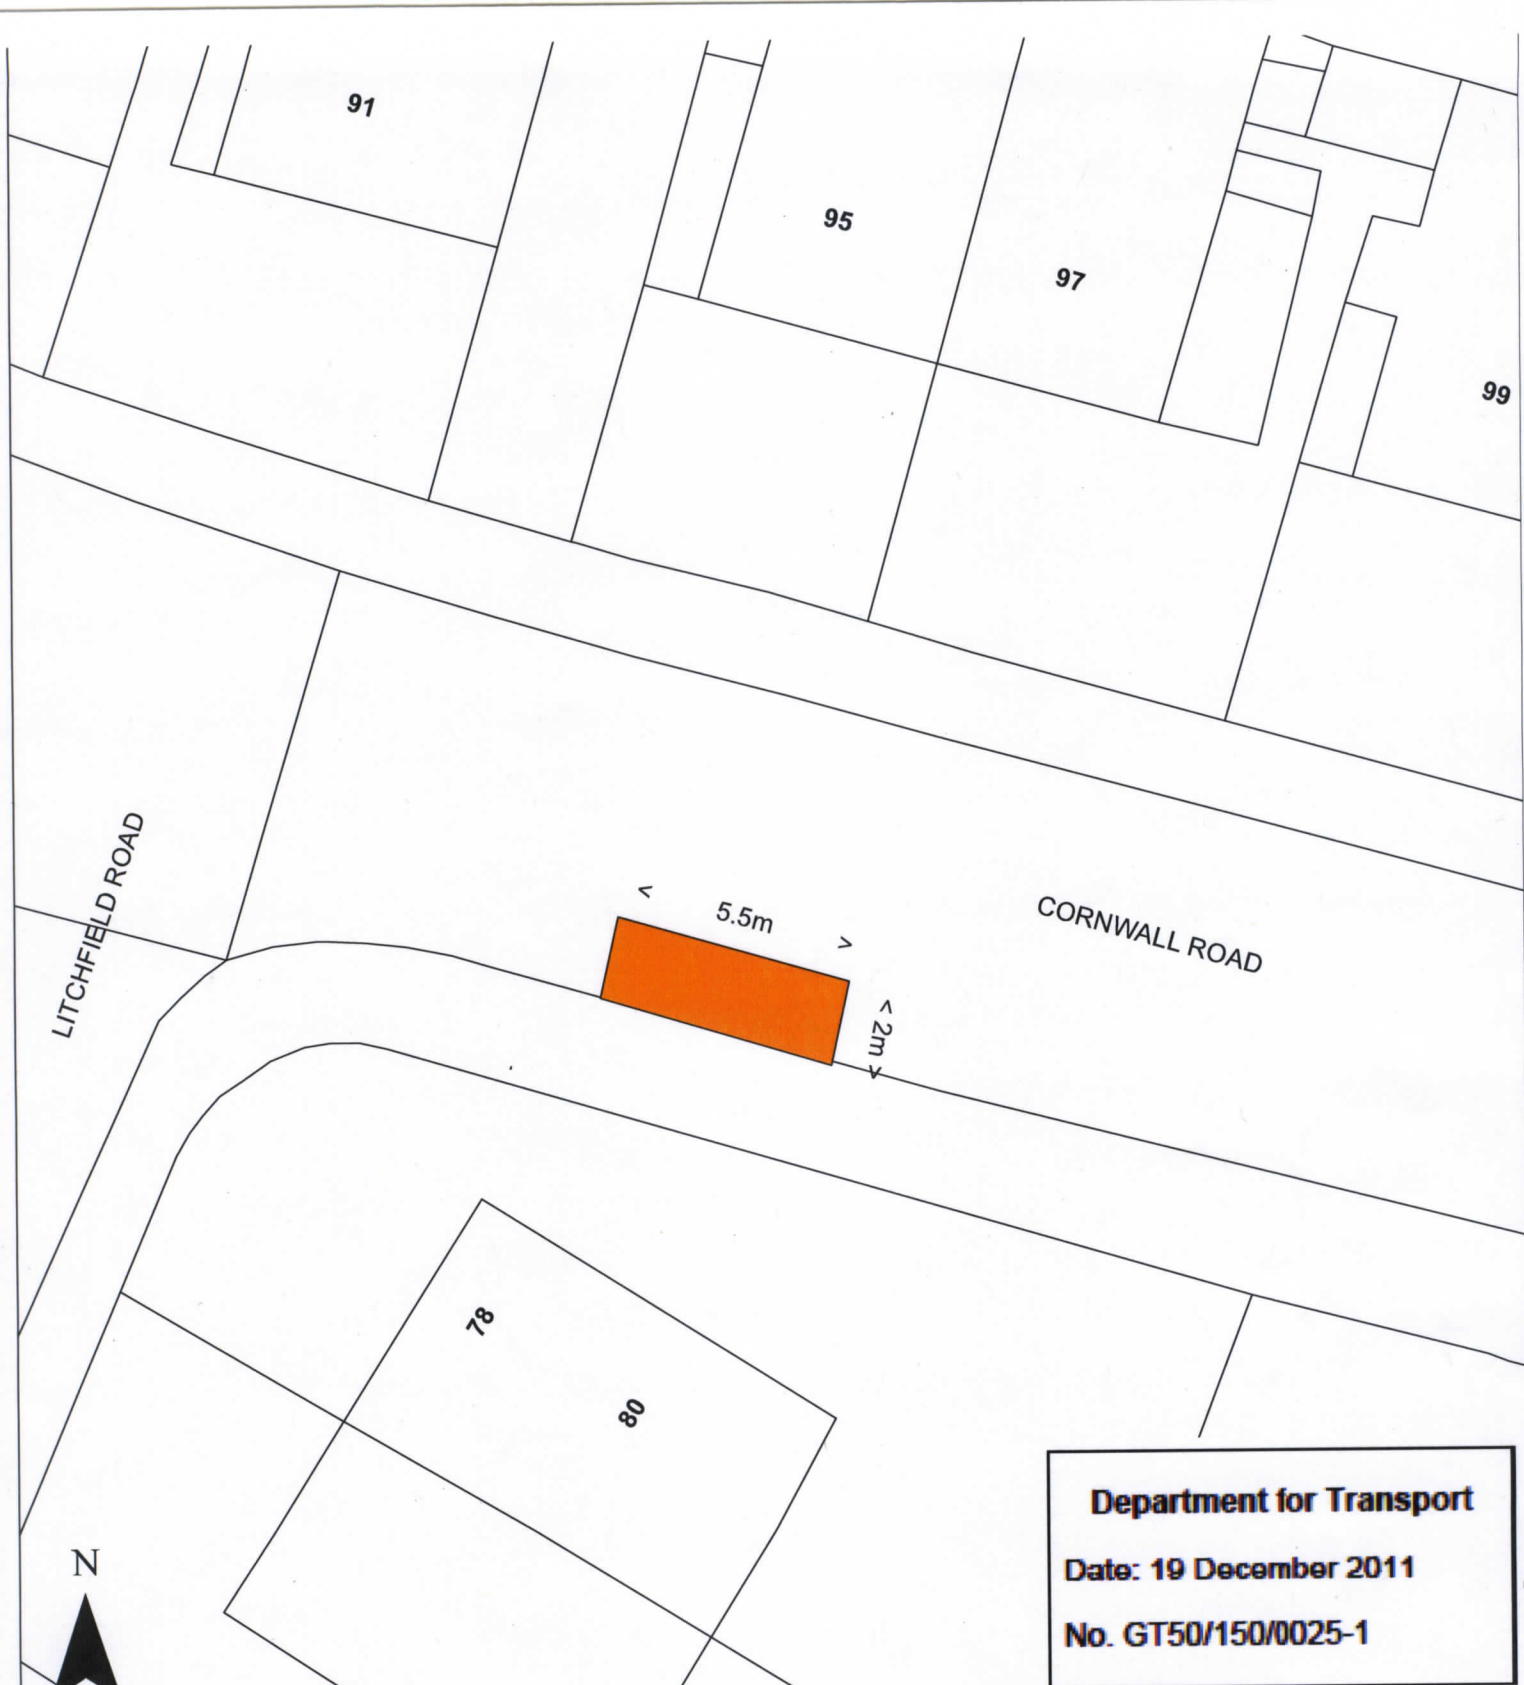 91
95
97
99
LITCHFIELD ROAD
< 5.5m >
CORNWALL ROAD
< 2m >
78
80
N
Department for Transport
Date: 19 December 2011
No. GT50/150/0025-1